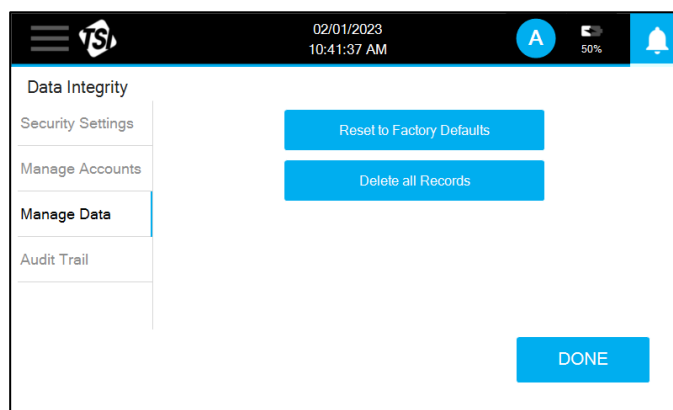 TSI
02/01/2023
10:41:37 AM
A
50%
Data Integrity
Security Settings
Manage Accounts
Manage Data
Audit Trail
Reset to Factory Defaults
Delete all Records
DONE